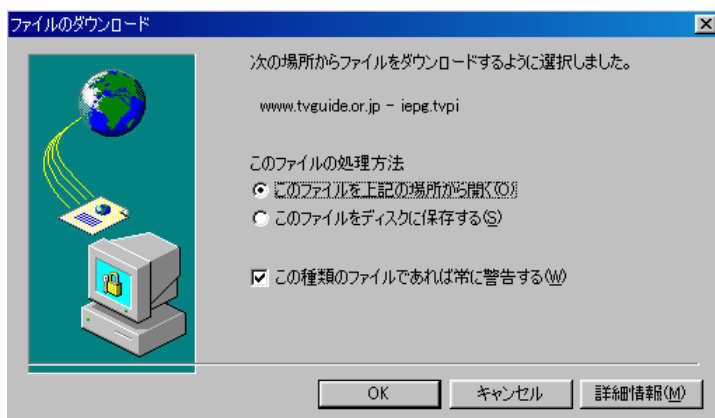 ファイルのダウンロード
次の場所からファイルをダウンロードするように選択しました。
www.tvguide.or.jp - iepg.tvpi
このファイルの処理方法
このファイルを上記の場所から開く(O)
このファイルをディスクに保存する(S)
この種類のファイルであれば常に警告する(W)
OK キャンセル 詳細情報(M)